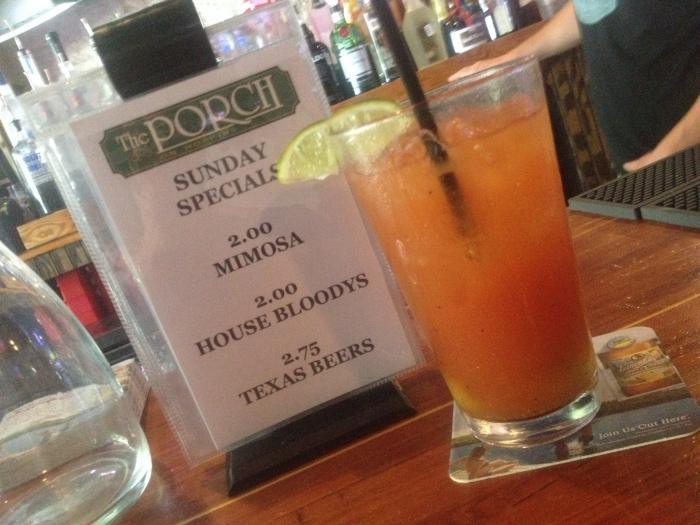 The PORCH
SUNDAY
SPECIALS
2.00
MIMOSA
2.00
HOUSE BLOODYS
2.75
TEXAS BEERS
Join Us Out Here.